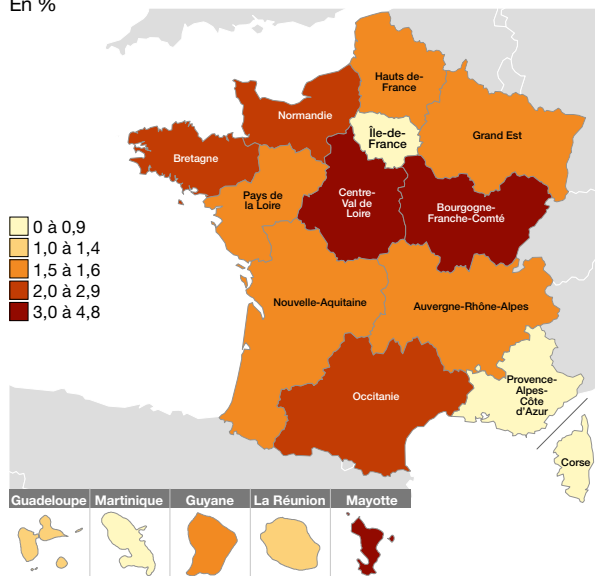 En %
Hauts de-
France
Normandie
Île-de-
France
Grand Est
Bretagne
Pays de
la Loire
Centre-
Val de
Loire
Bourgogne-
Franche-Comté
0 à 0,9
1,0 à 1,4
1,5 à 1,6
2,0 à 2,9
3,0 à 4,8
Nouvelle-Aquitaine
Auvergne-Rhône-Alpes
Occitanie
Provence-
Alpes-
Côte
d'Azur
Corse
Guadeloupe
Martinique
Guyane
La Réunion
Mayotte